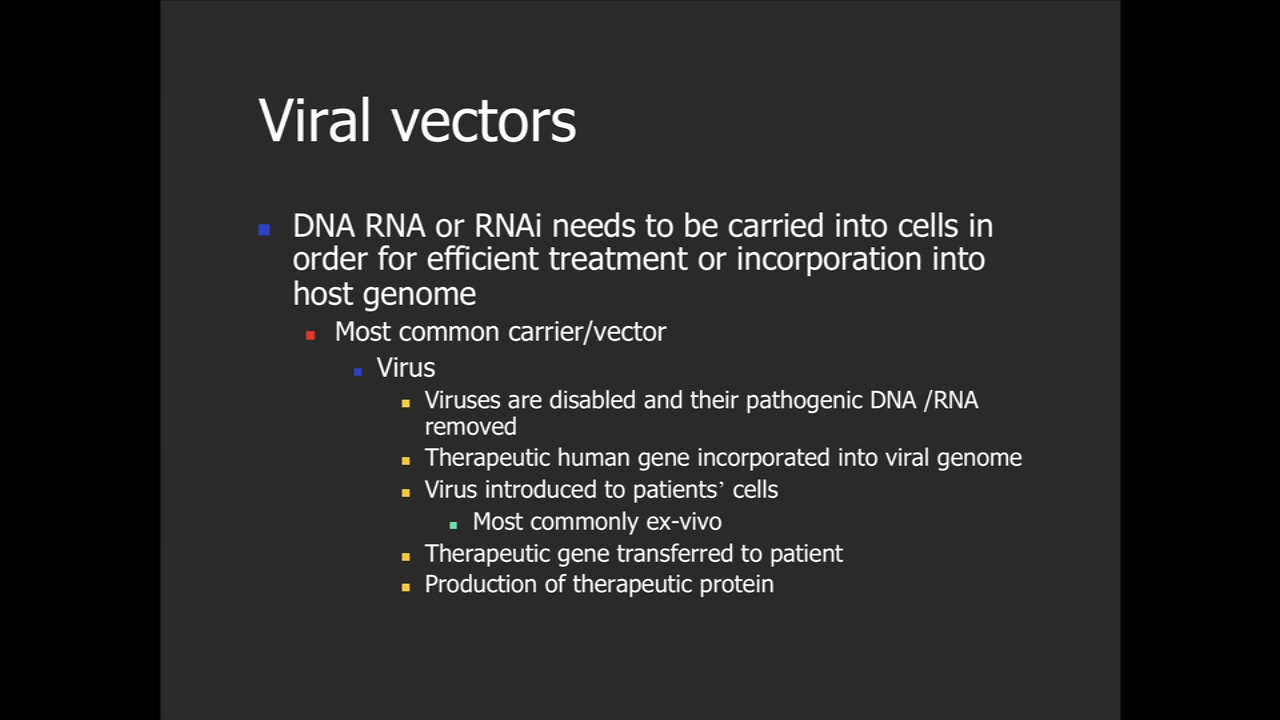 Viral vectors
DNA RNA or RNAi needs to be carried into cells in
order for efficient treatment or incorporation into
host genome
Most common carrier/vector
Virus
Viruses are disabled and their pathogenic DNA /RNA
removed
Therapeutic human gene incorporated into viral genome
Virus introduced to patients’ cells
Most commonly ex-vivo
Therapeutic gene transferred to patient
Production of therapeutic protein